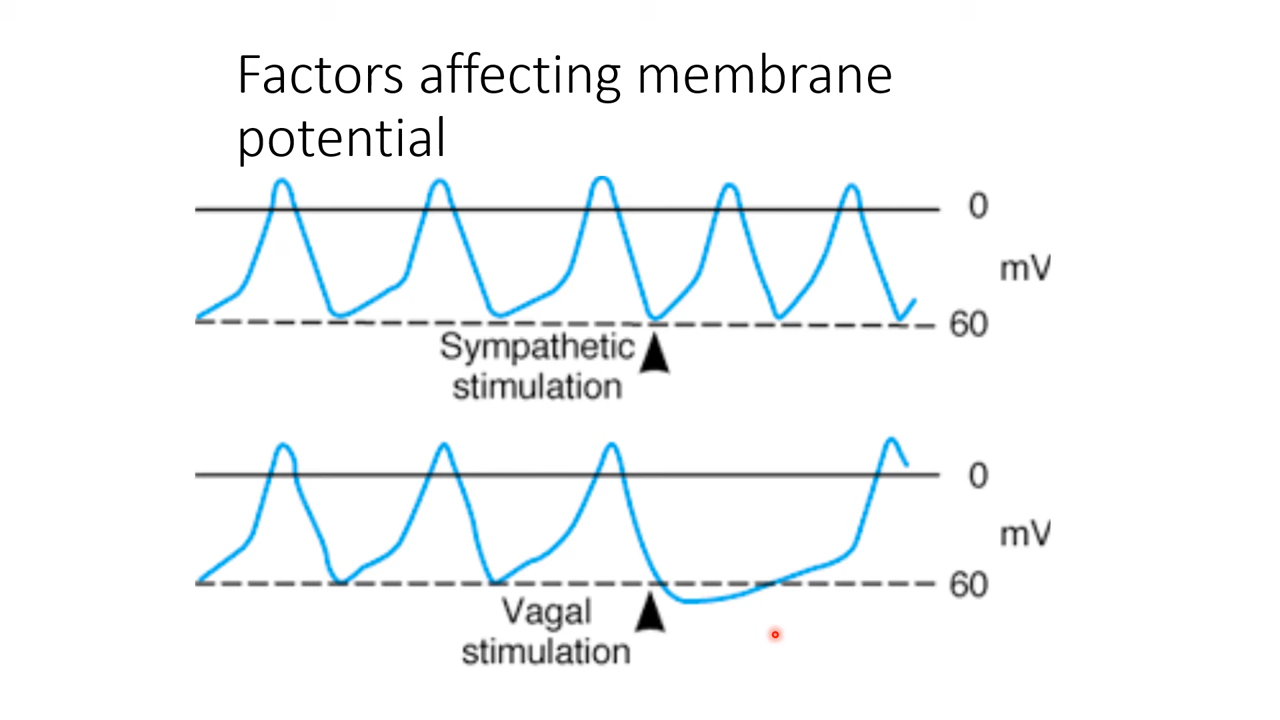 Factors affecting membrane
potential
0
mV
60
Sympathetic
stimulation
0
mV
60
Vagal
stimulation